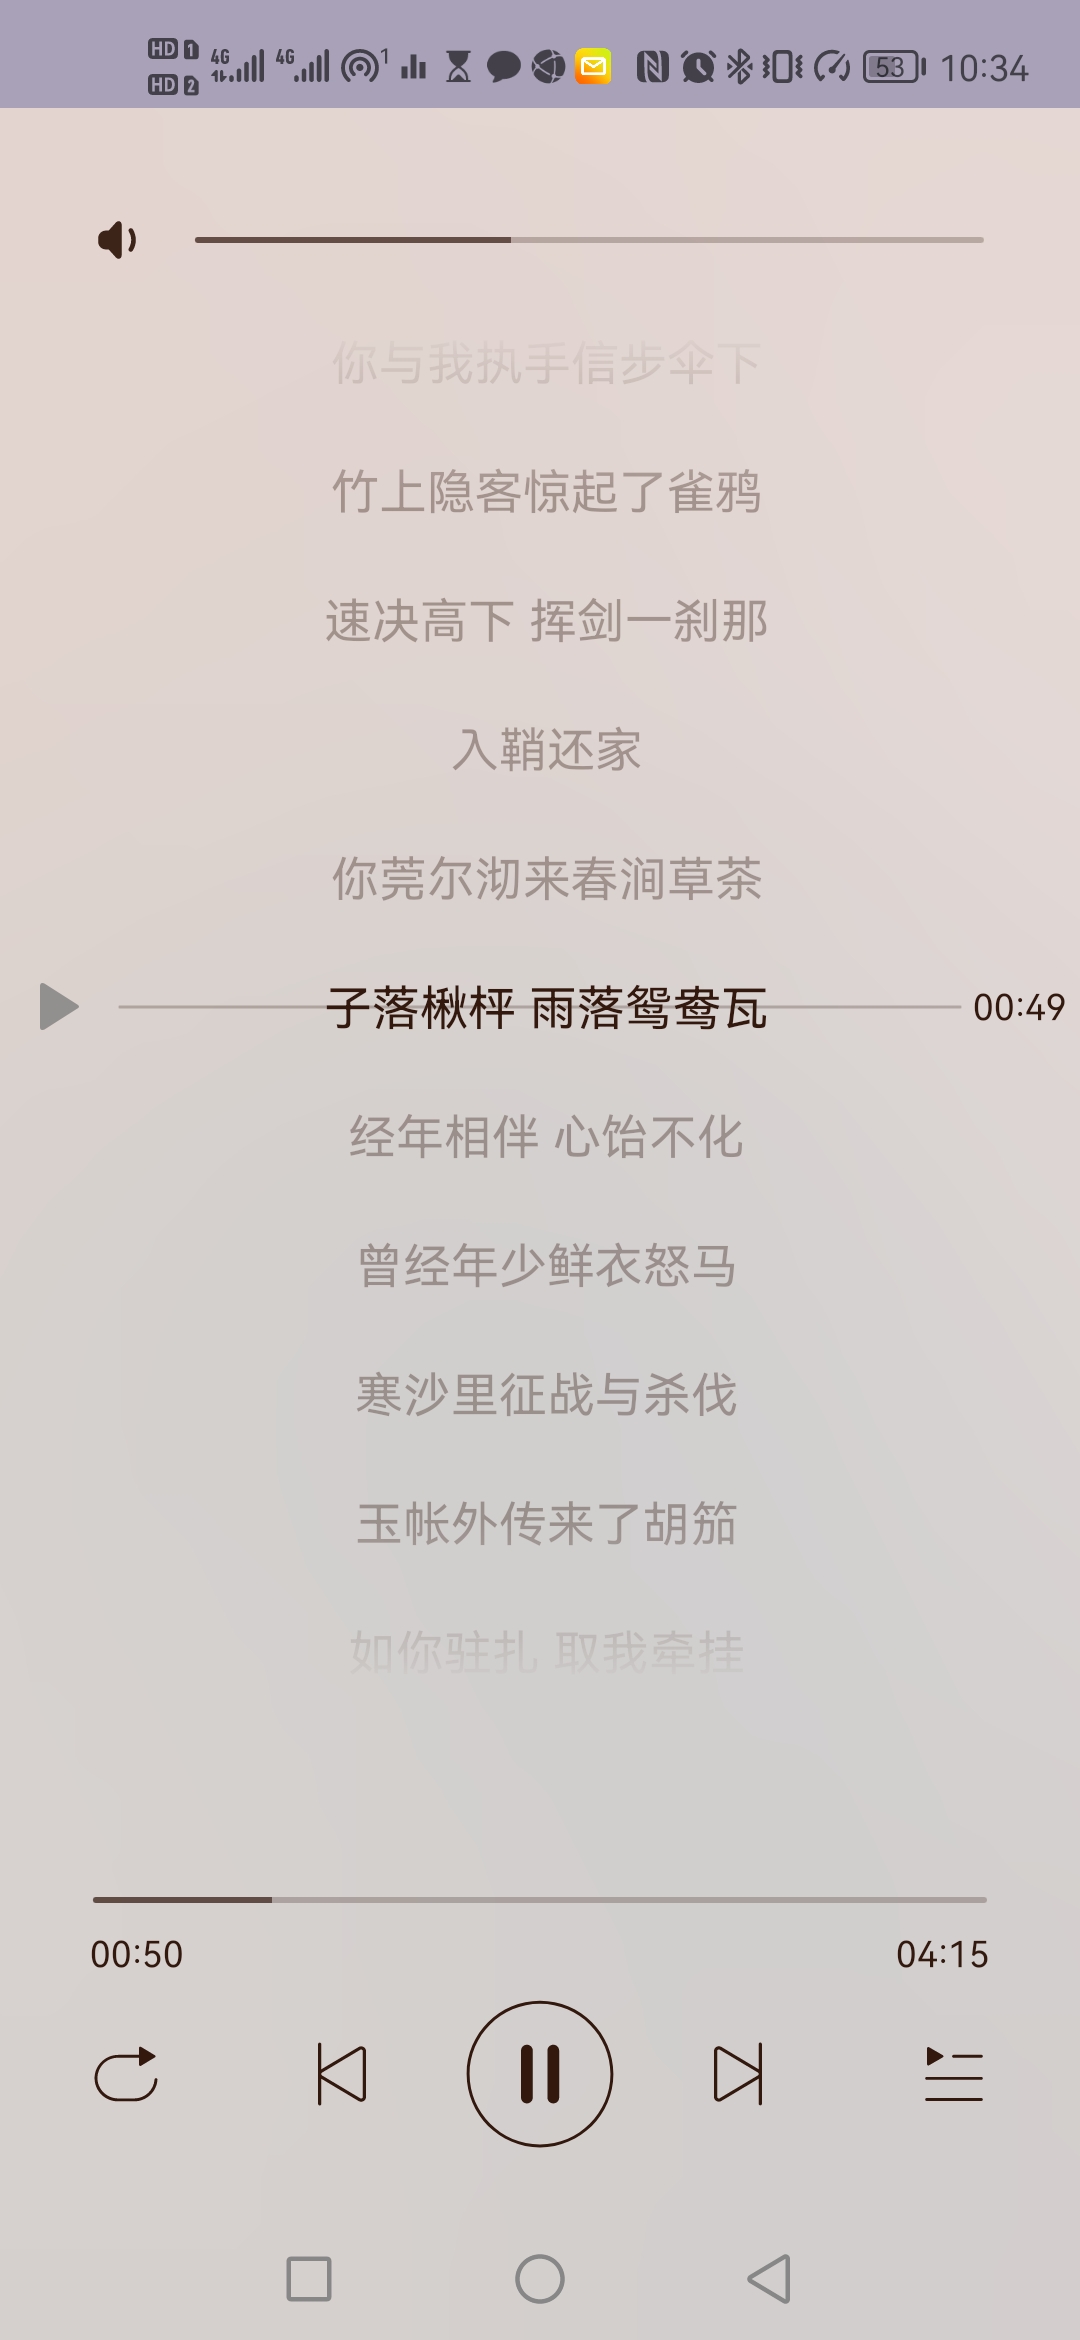 HD 1 4G 4G 1 53 10:34
HD 2
你与我执手信步伞下
竹上隐客惊起了雀鸦
速决高下 挥剑一刹那
入鞘还家
你莞尔沏来春涧草茶
子落楸枰 雨落鸳鸯瓦 00:49
经年相伴 心饴不化
曾经年少鲜衣怒马
寒沙里征战与杀伐
玉帐外传来了胡笳
如你驻扎 取我牵挂
00:50 04:15